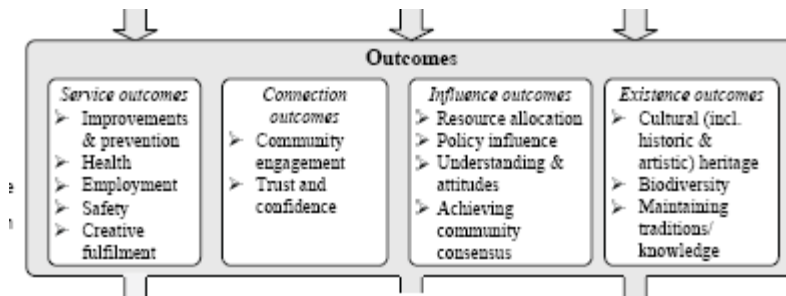 Outcomes
Service outcomes
➢ Improvements
& prevention
➢ Health
➢ Employment
➢ Safety
➢ Creative
fulfilment
Connection
outcomes
➢ Community
engagement
➢ Trust and
confidence
Influence outcomes
➢ Resource allocation
➢ Policy influence
➢ Understanding &
attitudes
➢ Achieving
community
consensus
Existence outcomes
➢ Cultural (incl.
historic &
artistic) heritage
➢ Biodiversity
➢ Maintaining
traditions/
knowledge